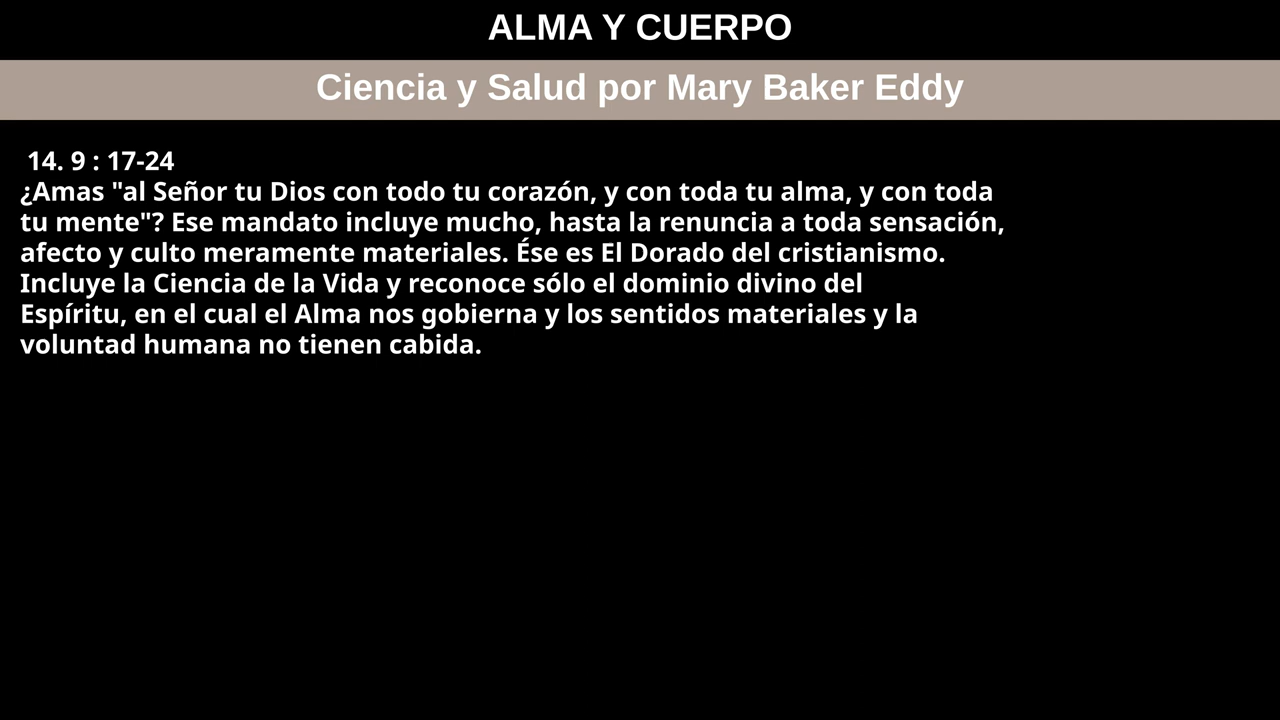 ALMA Y CUERPO
Ciencia y Salud por Mary Baker Eddy
14. 9 : 17-24
¿Amas "al Señor tu Dios con todo tu corazón, y con toda tu alma, y con toda
tu mente"? Ese mandato incluye mucho, hasta la renuncia a toda sensación,
afecto y culto meramente materiales. Ése es El Dorado del cristianismo.
Incluye la Ciencia de la Vida y reconoce sólo el dominio divino del
Espíritu, en el cual el Alma nos gobierna y los sentidos materiales y la
voluntad humana no tienen cabida.